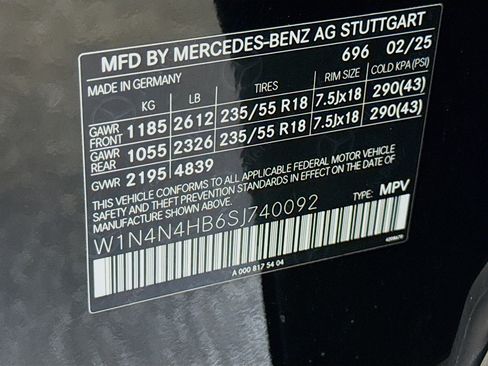 MFD BY MERCEDES-BENZ AG STUTTGART
696 02/25
MADE IN GERMANY
KG LB TIRES RIM SIZE COLD KPA (PSI)
GAWR FRONT 1185 2612 235/55 R18 7.5Jx18 290(43)
GAWR REAR 1055 2326 235/55 R18 7.5Jx18 290(43)
GVWR 2195 4839
THIS VEHICLE CONFORMS TO ALL APPLICABLE FEDERAL MOTOR VEHICLE
SAFETY, BUMPER, AND THEFT PREVENTION STANDARDS IN EFFECT ON THE DATE OF
MANUFACTURE SHOWN ABOVE.
W1N4N4HB6SJ740092
TYPE: MPV
A 000 817 54 04